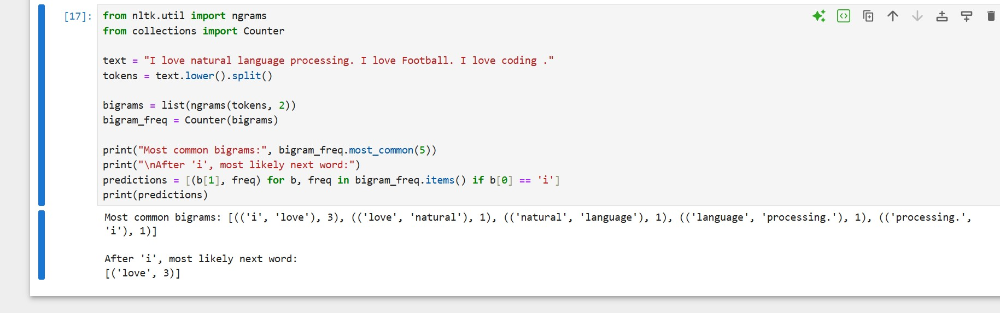 [17]:
from nltk.util import ngrams
from collections import Counter
text = "I love natural language processing. I love Football. I love coding ."
tokens = text.lower().split()
bigrams = list(ngrams(tokens, 2))
bigram_freq = Counter(bigrams)
print("Most common bigrams:", bigram_freq.most_common(5))
print("\nAfter 'i', most likely next word:")
predictions = [(b[1], freq) for b, freq in bigram_freq.items() if b[0] == 'i']
print(predictions)
Most common bigrams: [(('i', 'love'), 3), (('love', 'natural'), 1), (('natural', 'language'), 1), (('language', 'processing.'), 1), (('processing.',
'i'), 1)]
After 'i', most likely next word:
[('love', 3)]